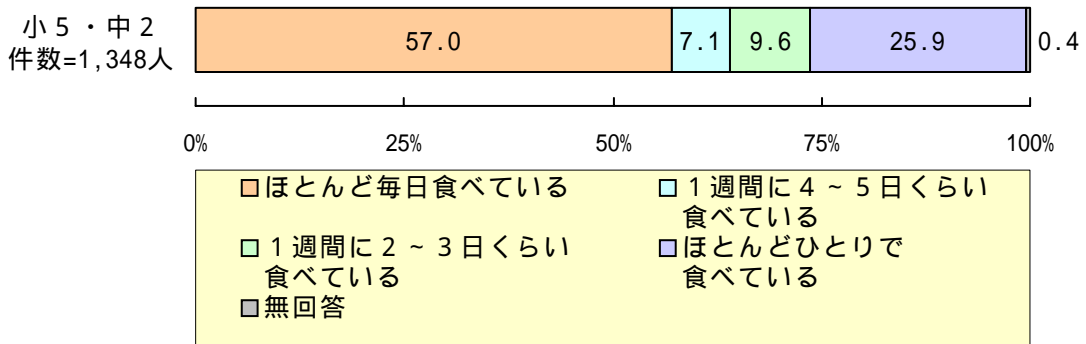 小５・中２
件数=1,348人
57.0 7.1 9.6 25.9 0.4
0% 25% 50% 75% 100%
ほとんど毎日食べている
１週間に４～５日くらい
食べている
１週間に２～３日くらい
食べている
ほとんどひとりで
食べている
無回答